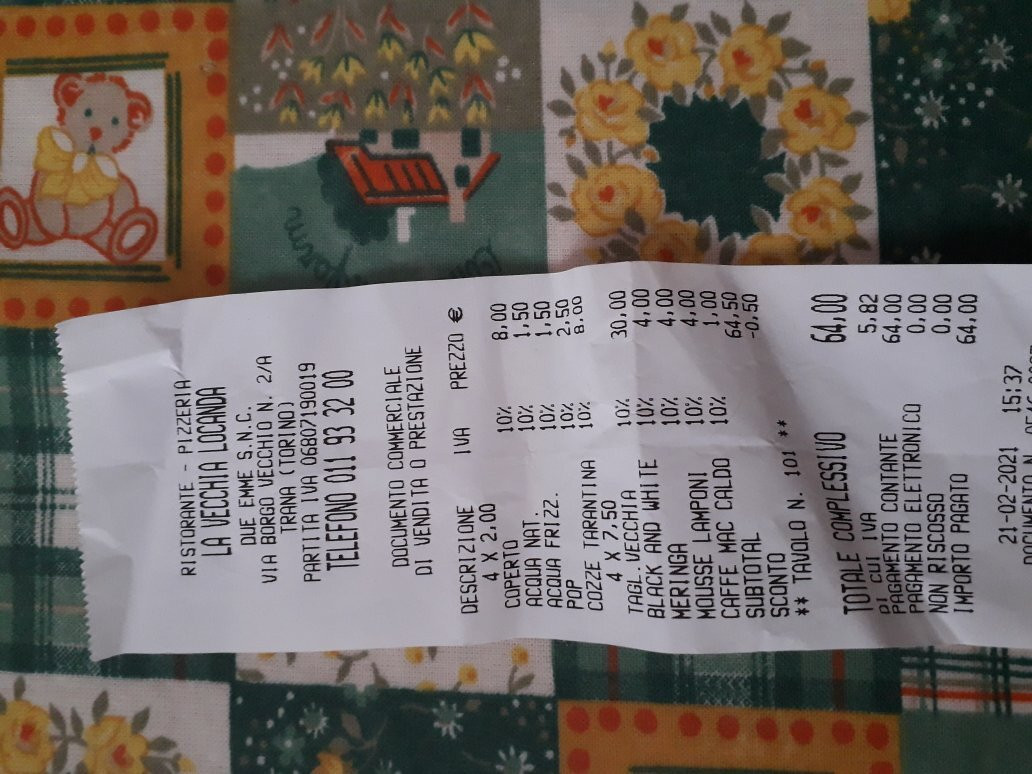 RISTORANTE - PIZZERIA
LA VECCHIA LOCANDA
DUE EMME S.N.C.
VIA BORGO VECCHIO N. 2/A
TRANA (TORINO)
PARTITA IVA 06807190019
TELEFONO 011 93 32 00
DOCUMENTO COMMERCIALE
DI VENDITA O PRESTAZIONE
DESCRIZIONE IVA PREZZO €
4 X 2,00
COPERTO 10% 8,00
ACQUA NAT. 10% 1,50
ACQUA FRIZ. 10% 1,50
POP 10% 2,50
COZZE TARANTINA 10% 8,00
4 X 7,50
TAGL.VECCHIA 10% 30,00
BLACK AND WHITE 10% 4,00
MERINGA 10% 4,00
MOUSSE LAMPONI 10% 4,00
CAFFE MAC CALDO 10% 1,00
SUBTOTAL 64,50
SCONTO -0,50
** TAVOLO N. 101 **
TOTALE COMPLESSIVO 64,00
DI CUI IVA 5,82
PAGAMENTO CONTANTE 64,00
PAGAMENTO ELETTRONICO 0,00
NON RISCOSSO 0,00
IMPORTO PAGATO 64,00
21-02-2021 15:37
DOCUMENTO N.